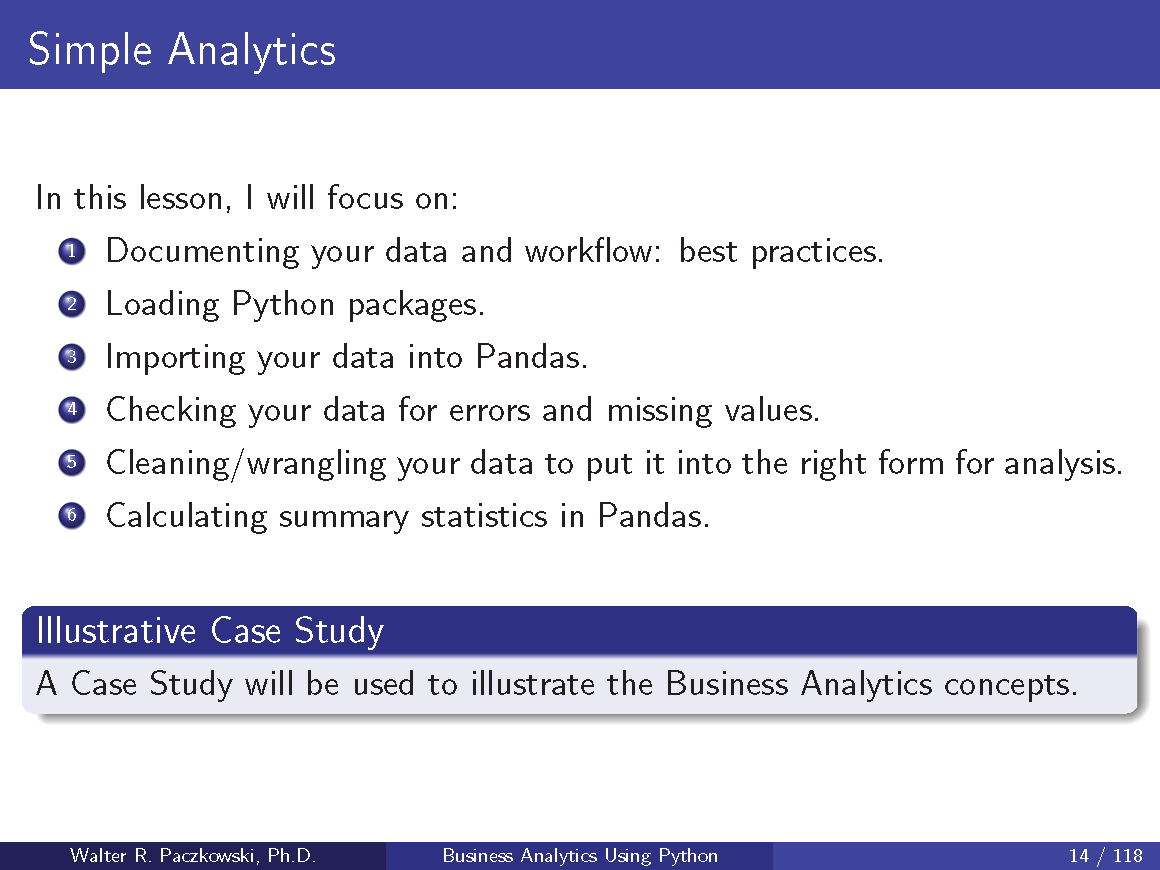 Simple Analytics
In this lesson, I will focus on:
1 Documenting your data and workflow: best practices.
2 Loading Python packages.
3 Importing your data into Pandas.
4 Checking your data for errors and missing values.
5 Cleaning/wrangling your data to put it into the right form for analysis.
6 Calculating summary statistics in Pandas.
Illustrative Case Study
A Case Study will be used to illustrate the Business Analytics concepts.
Walter R. Paczkowski, Ph.D. Business Analytics Using Python 14 / 118